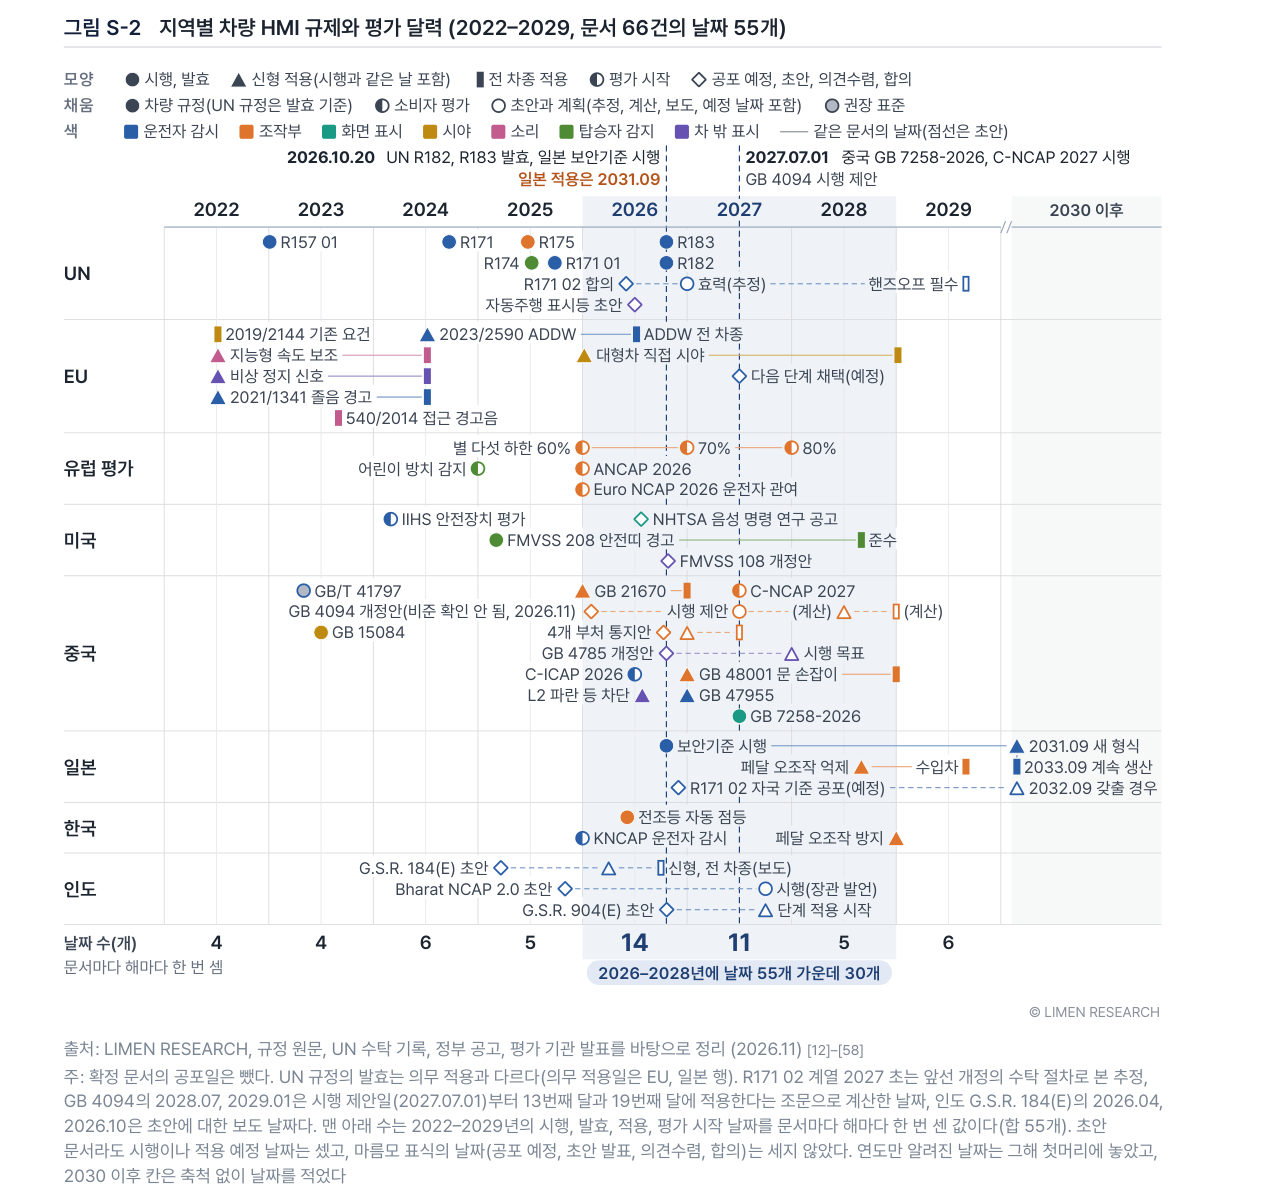 그림 S-2 지역별 차량 HMI 규제와 평가 달력 (2022–2029, 문서 66건의 날짜 55개)
모양 시행, 발효 신형 적용(시행과 같은 날 포함) 전 차종 적용 평가 시작 공포 예정, 초안, 의견수렴, 합의
채움 차량 규정(UN 규정은 발효 기준) 소비자 평가 초안과 계획(추정, 계산, 보도, 예정 날짜 포함) 권장 표준
색 운전자 감시 조작부 화면 표시 시야 소리 탑승자 감지 차 밖 표시 같은 문서의 날짜(점선은 초안)
2026.10.20 UN R182, R183 발효, 일본 보안기준 시행 2027.07.01 중국 GB 7258-2026, C-NCAP 2027 시행
일본 적용은 2031.09 GB 4094 시행 제안
2022 2023 2024 2025 2026 2027 2028 2029 2030 이후
UN
R157 01 R171 R175 R183
R174 R171 01 R182
R171 02 합의 효력(추정) 핸즈오프 필수
자동주행 표시등 초안
EU
2019/2144 기존 요건 2023/2590 ADDW ADDW 전 차종
지능형 속도 보조 대형차 직접 시야
비상 정지 신호 다음 단계 채택(예정)
2021/1341 졸음 경고
540/2014 접근 경고음
유럽 평가
별 다섯 하한 60% 70% 80%
어린이 방치 감지 ANCAP 2026
Euro NCAP 2026 운전자 관여
미국
IIHS 안전장치 평가 NHTSA 음성 명령 연구 공고
FMVSS 208 안전띠 경고 준수
FMVSS 108 개정안
중국
GB/T 41797 GB 21670 C-NCAP 2027
GB 4094 개정안(비준 확인 안 됨, 2026.11) 시행 제안 (계산) (계산)
GB 15084 4개 부처 통지안
GB 4785 개정안 시행 목표
C-ICAP 2026 GB 48001 문 손잡이
L2 파란 등 차단 GB 47955
GB 7258-2026
일본
보안기준 시행 2031.09 새 형식
페달 오조작 억제 수입차 2033.09 계속 생산
R171 02 자국 기준 공포(예정) 2032.09 갖출 경우
한국
전조등 자동 점등
KNCAP 운전자 감시 페달 오조작 방지
인도
G.S.R. 184(E) 초안 신형, 전 차종(보도)
Bharat NCAP 2.0 초안 시행(장관 발언)
G.S.R. 904(E) 초안 단계 적용 시작
날짜 수(개) 4 4 6 5 14 11 5 6
문서마다 해마다 한 번 셈
2026–2028년에 날짜 55개 가운데 30개
© LIMEN RESEARCH
출처: LIMEN RESEARCH, 규정 원문, UN 수탁 기록, 정부 공고, 평가 기관 발표를 바탕으로 정리 (2026.11) [12]–[58]
주: 확정 문서의 공포일은 뺐다. UN 규정의 발효는 의무 적용과 다르다(의무 적용일은 EU, 일본 행). R171 02 계열 2027 초는 앞선 개정의 수탁 절차로 본 추정,
GB 4094의 2028.07, 2029.01은 시행 제안일(2027.07.01)부터 13번째 달과 19번째 달에 적용한다는 조문으로 계산한 날짜, 인도 G.S.R. 184(E)의 2026.04,
2026.10은 초안에 대한 보도 날짜다. 맨 아래 수는 2022–2029년의 시행, 발효, 적용, 평가 시작 날짜를 문서마다 해마다 한 번 센 값이다(합 55개). 초안
문서라도 시행이나 적용 예정 날짜는 셌고, 마름모 표식의 날짜(공포 예정, 초안 발표, 의견수렴, 합의)는 세지 않았다. 연도만 알려진 날짜는 그해 첫머리에 놓았고,
2030 이후 칸은 축척 없이 날짜를 적었다